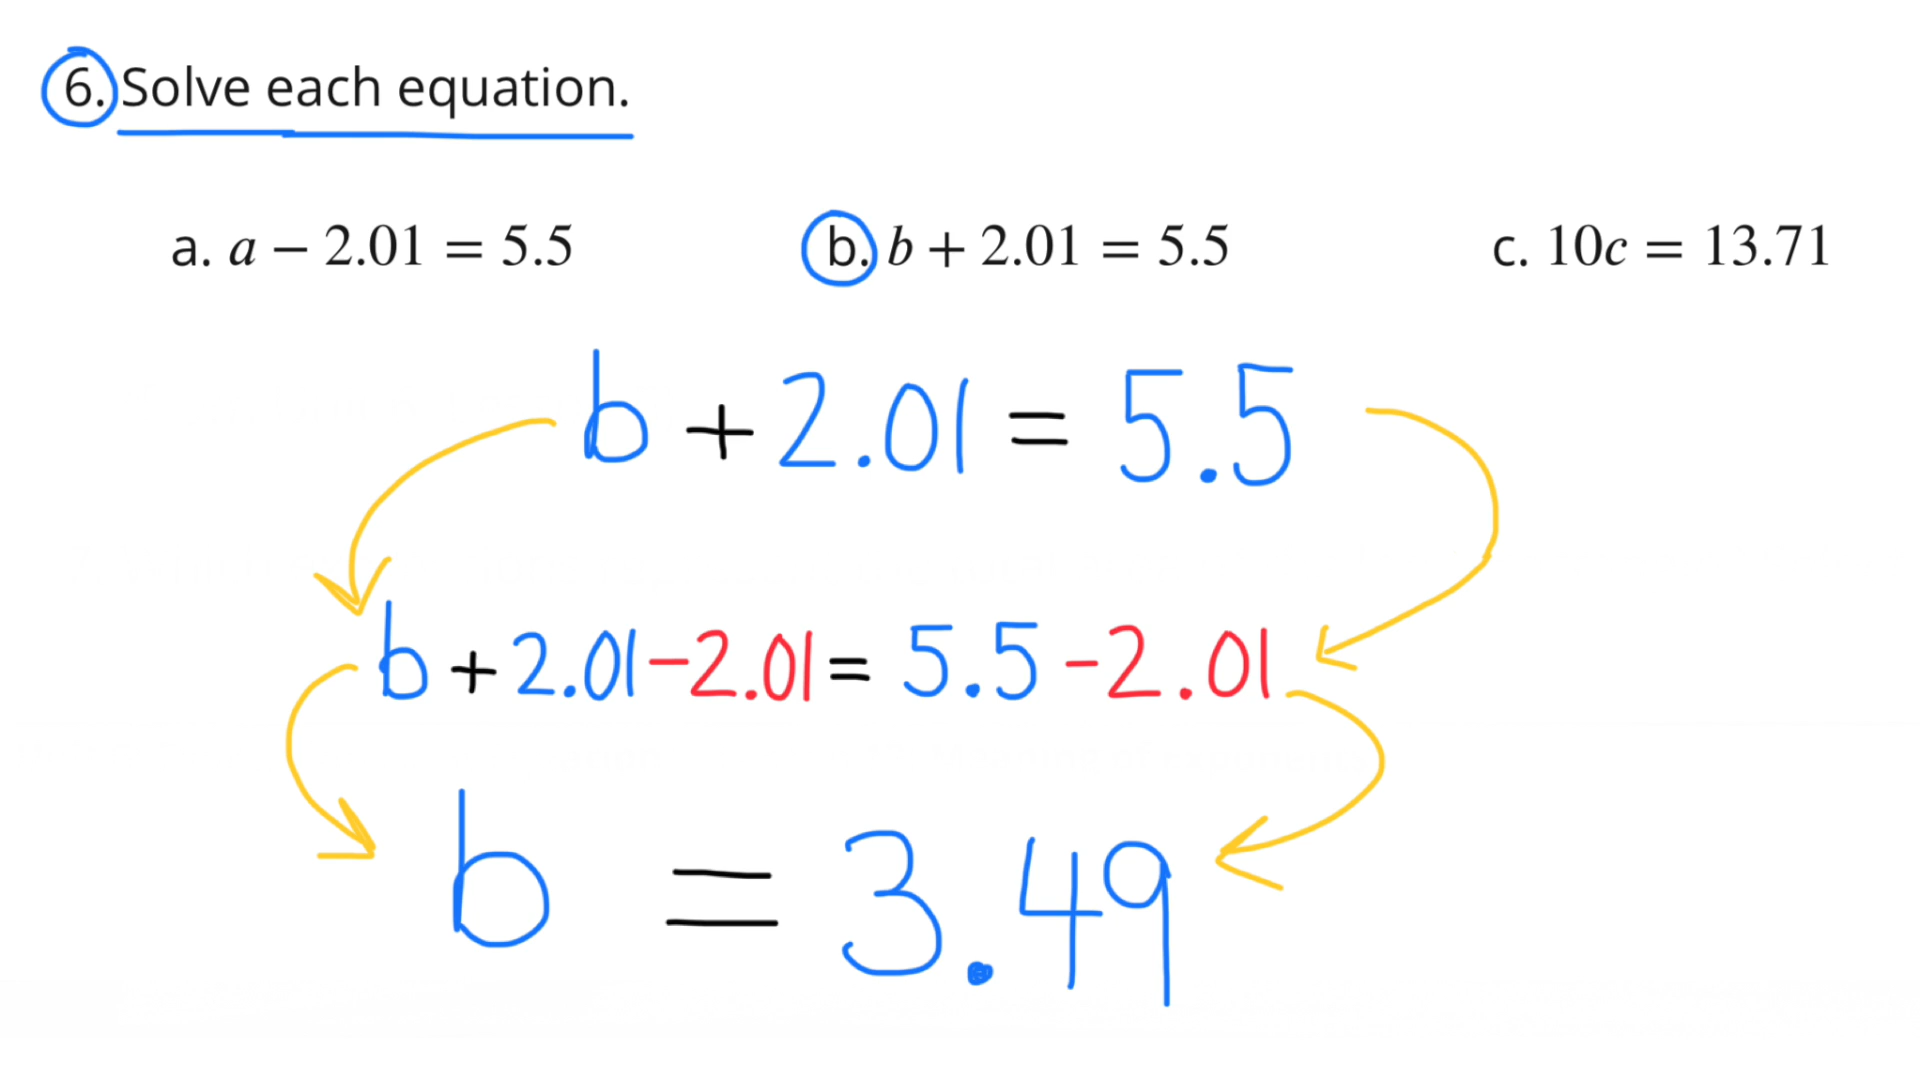 6. Solve each equation.
a. a − 2.01 = 5.5 b. b + 2.01 = 5.5 c. 10c = 13.71
b + 2.01 = 5.5
b + 2.01 - 2.01 = 5.5 - 2.01
b = 3.49